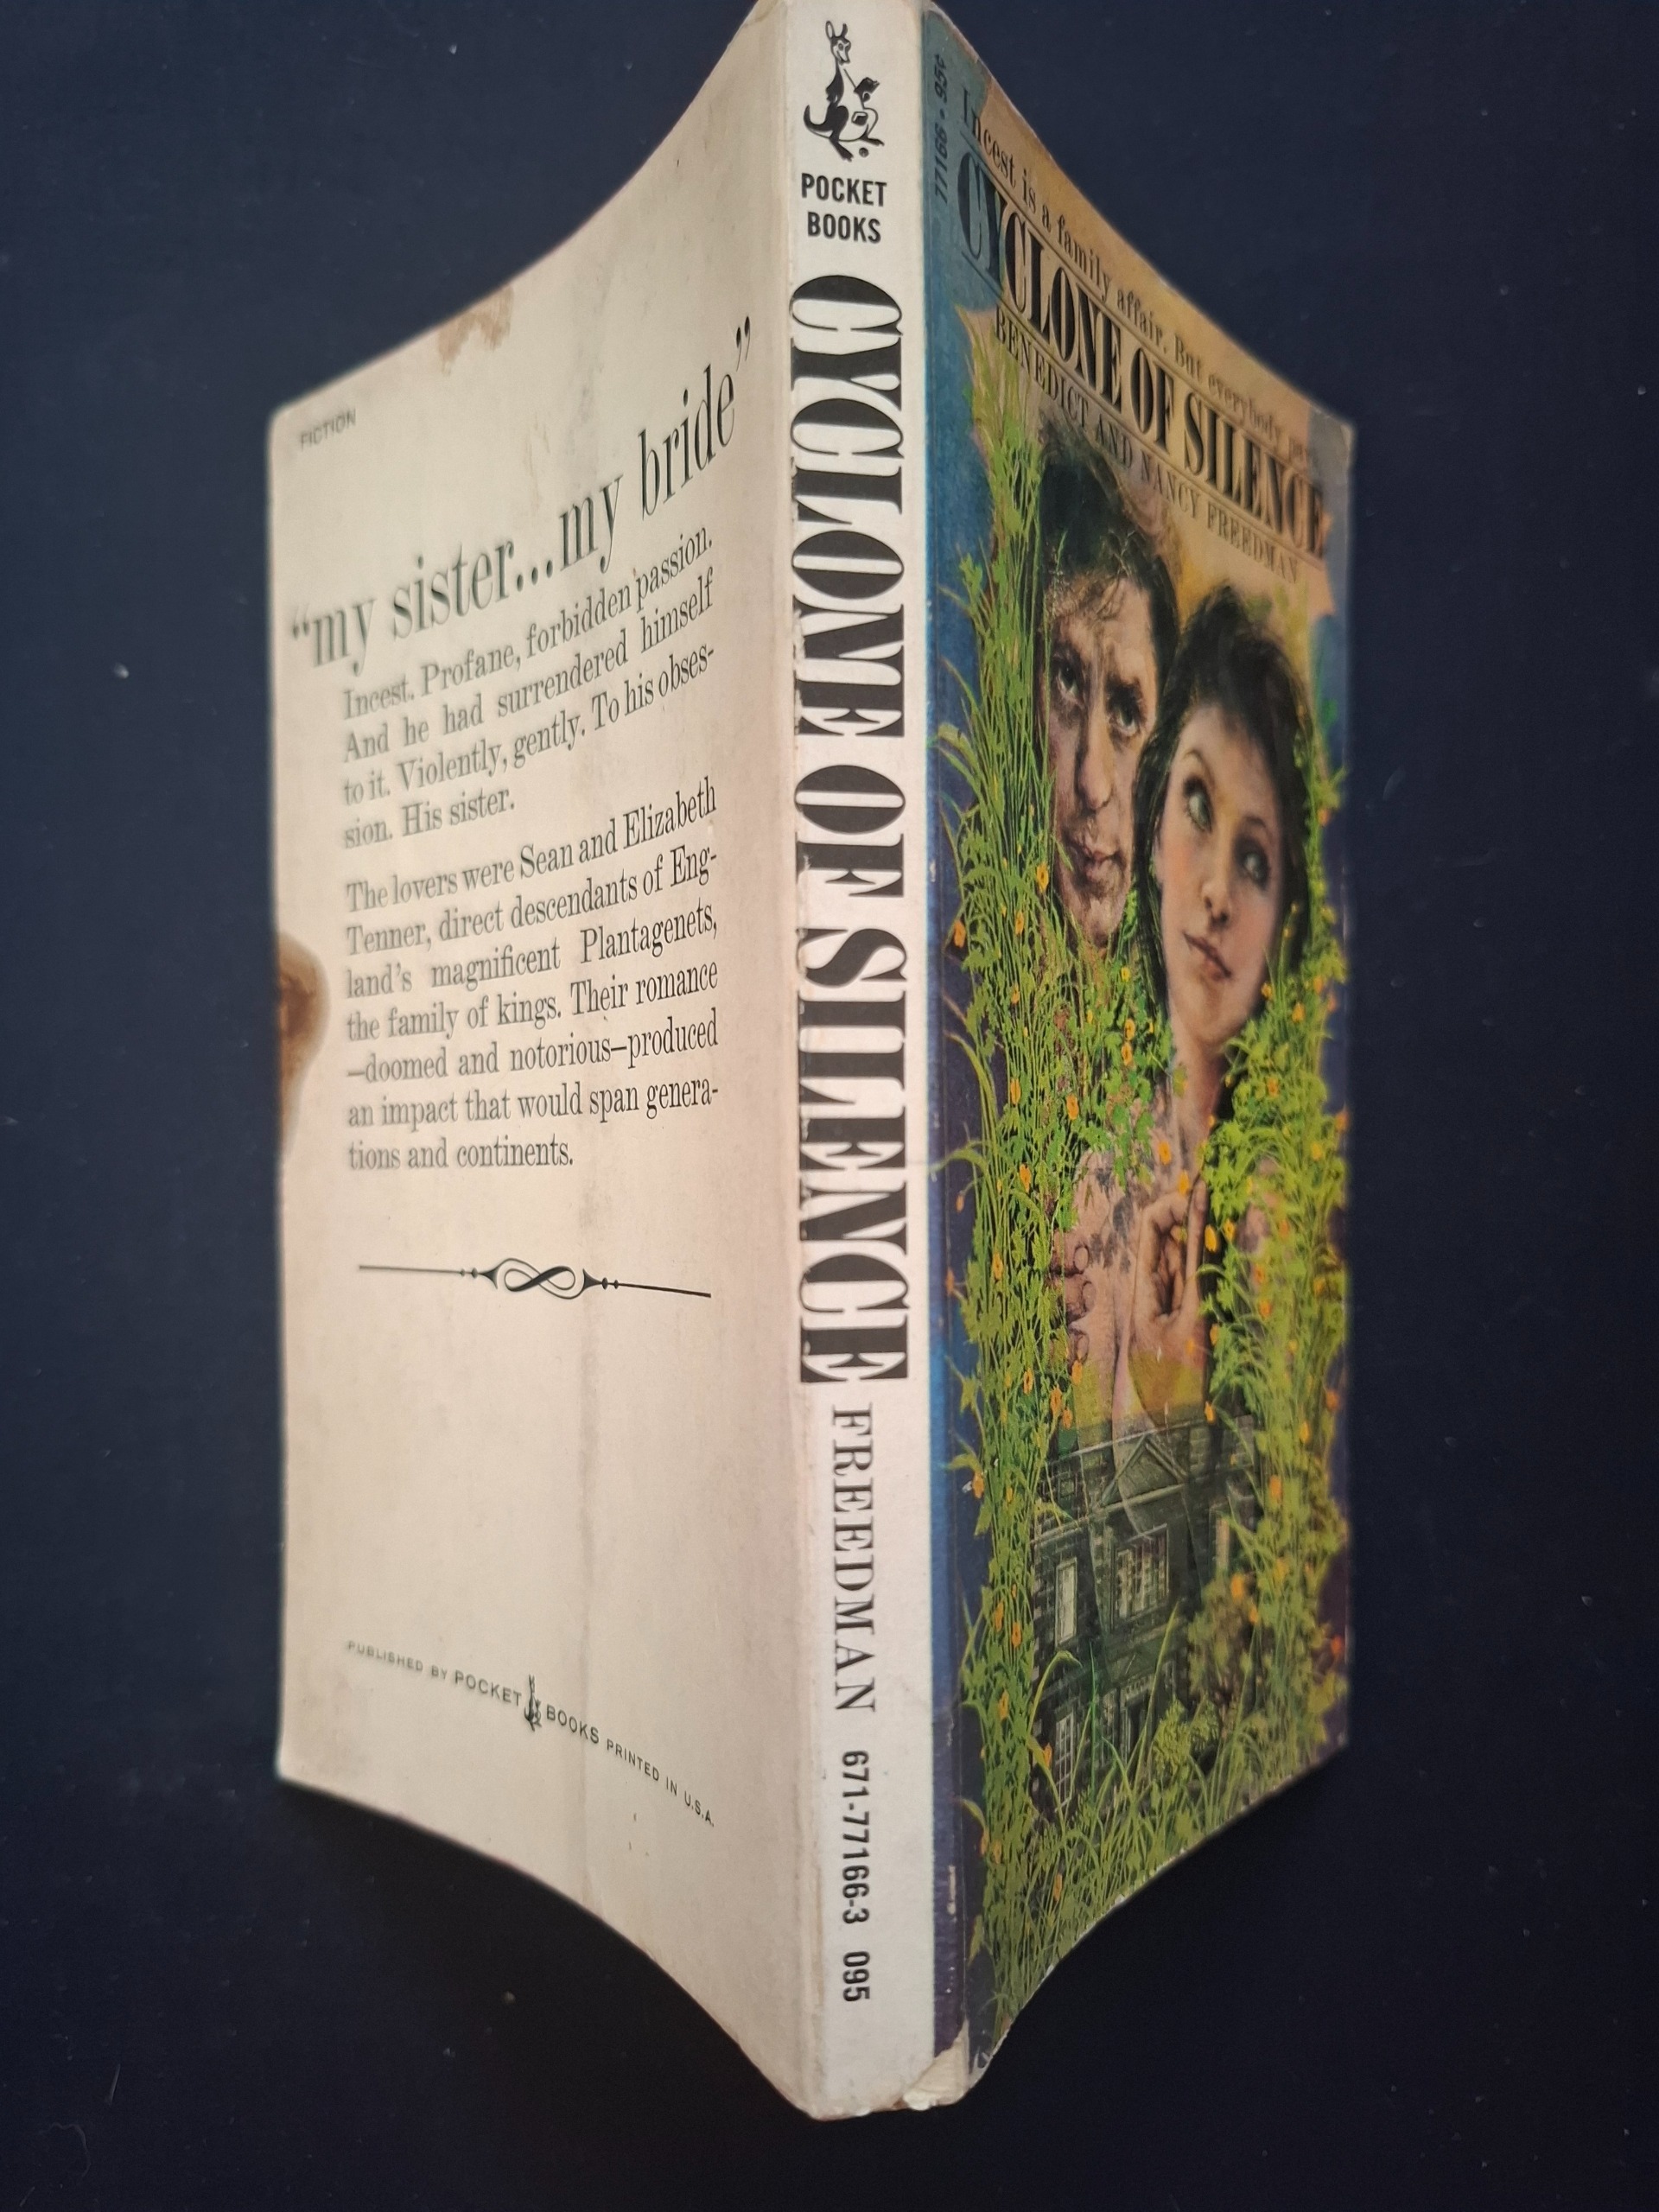 FICTION
“my sister...my bride”
Incest. Profane, forbidden passion.
And he had surrendered himself
to it. Violently, gently. To his obses-
sion. His sister.
The lovers were Sean and Elizabeth
Tenner, direct descendants of Eng-
land's magnificent Plantagenets,
the family of kings. Their romance
—doomed and notorious—produced
an impact that would span genera-
tions and continents.
PUBLISHED BY POCKET BOOKS PRINTED IN U.S.A.
POCKET
BOOKS
CYCLONE OF SILENCE
FREEDMAN
671-77166-3 095
77166 • 95¢
Incest is a family affair. But everybody
CYCLONE OF SILENCE
BENEDICT AND NANCY FREEDMAN